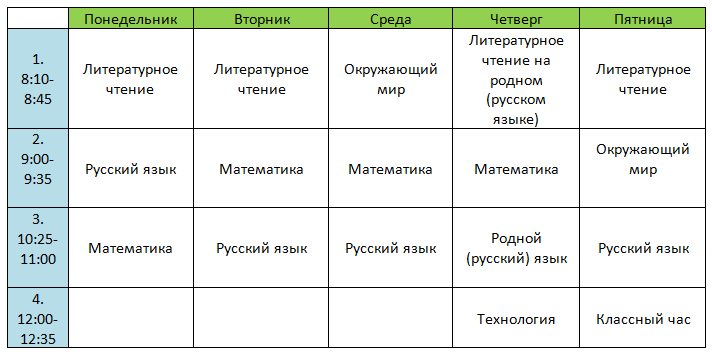 Понедельник Вторник Среда Четверг Пятница
1.
8:10-
8:45
Литературное
чтение
Литературное
чтение
Окружающий
мир
Литературное
чтение на
родном
(русском
языке)
Литературное
чтение
2.
9:00-
9:35
Русский язык
Математика
Математика
Математика
Окружающий
мир
3.
10:25-
11:00
Математика
Русский язык
Русский язык
Родной
(русский) язык
Русский язык
4.
12:00-
12:35
Технология
Классный час